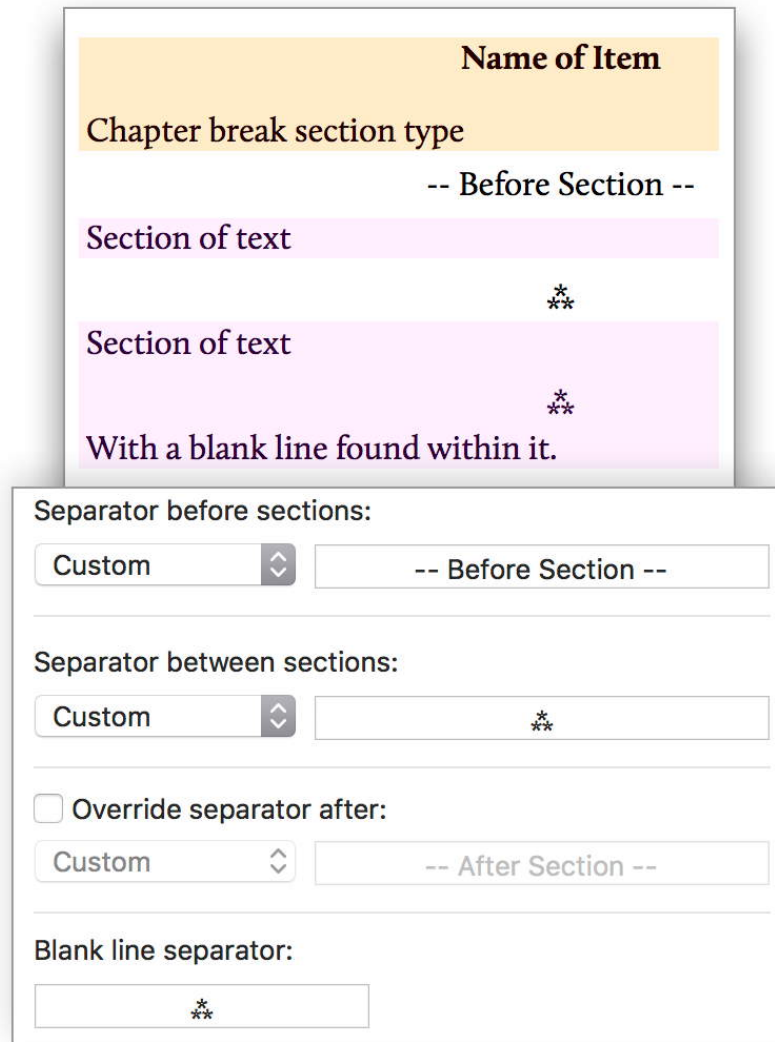 Name of Item
Chapter break section type
-- Before Section --
Section of text
⁂
Section of text
⁂
With a blank line found within it.
Separator before sections:
Custom -- Before Section --
Separator between sections:
Custom ⁂
Override separator after:
Custom -- After Section --
Blank line separator:
⁂